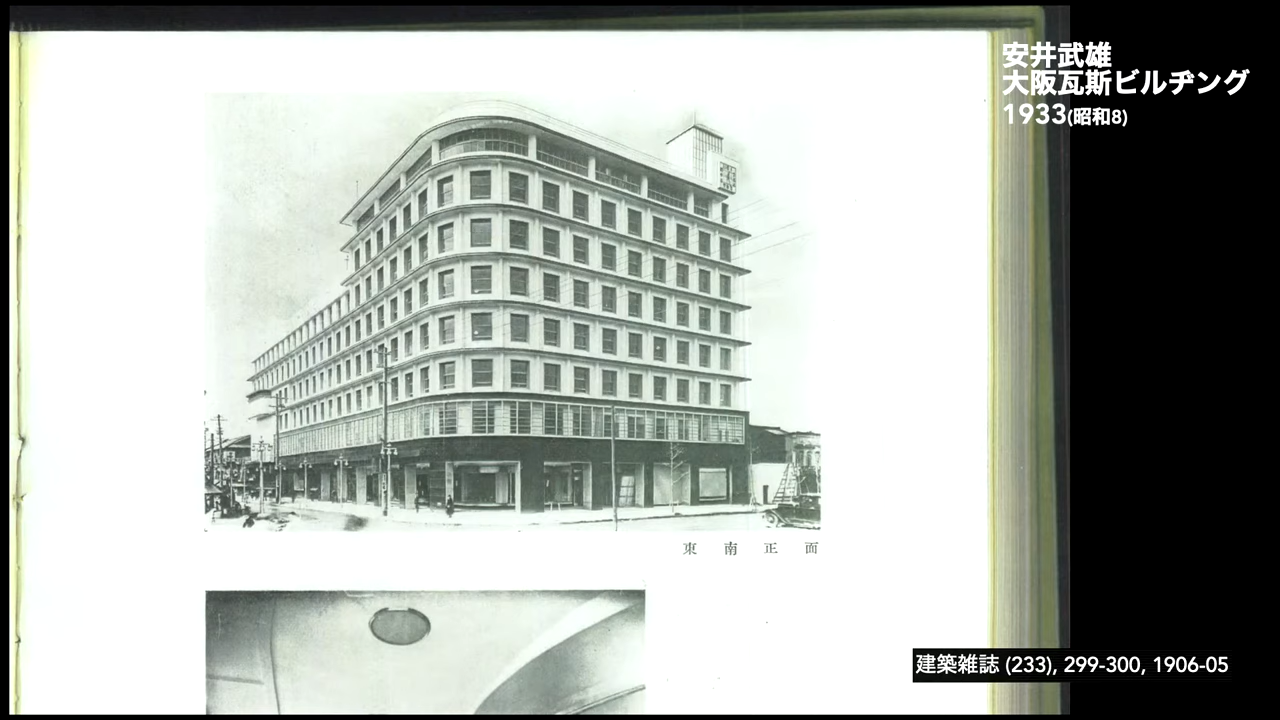 安井武雄
大阪瓦斯ビルヂング
1933(昭和8)
東南正面
建築雑誌 (233), 299-300, 1906-05